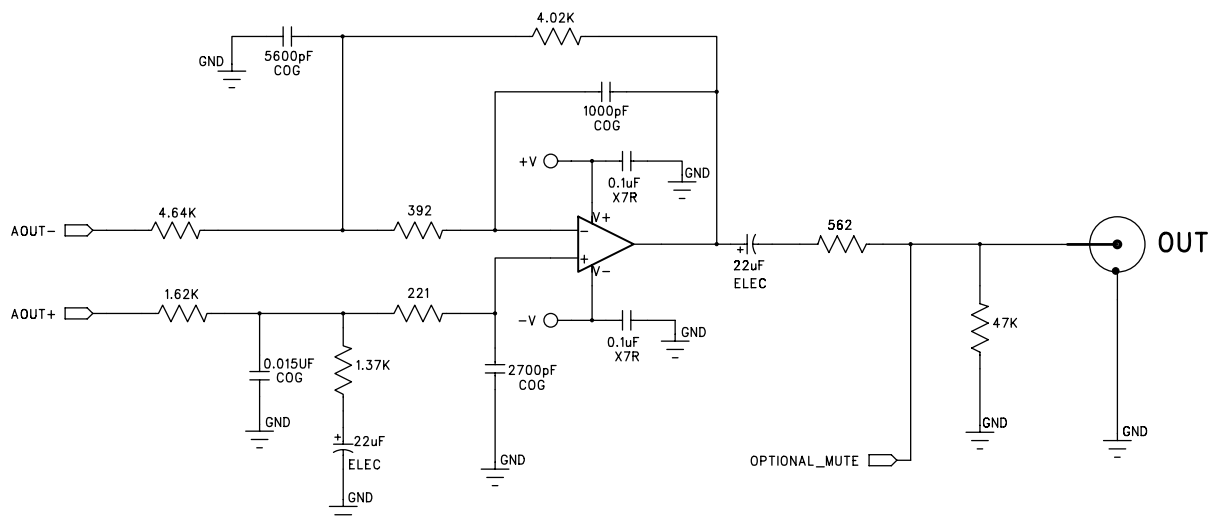 4.02K
GND
5600pF
COG
1000pF
COG
+V
GND
0.1uF
X7R
AOUT-
4.64K
392
V+
-
+
V-
562
OUT
+
22uF
ELEC
AOUT+
1.62K
221
-V
GND
0.1uF
X7R
47K
0.015UF
COG
1.37K
2700pF
COG
GND
GND
GND
+
22uF
ELEC
GND
OPTIONAL_MUTE
GND